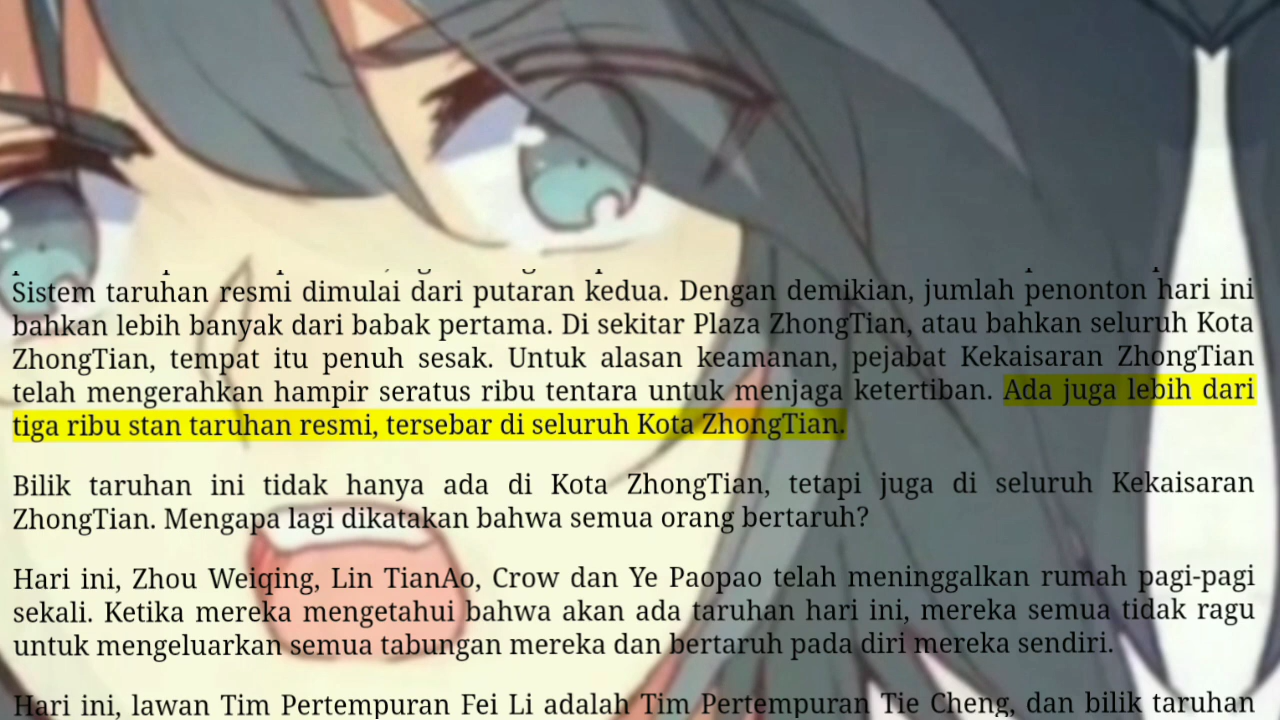 Sistem taruhan resmi dimulai dari putaran kedua. Dengan demikian, jumlah penonton hari ini
bahkan lebih banyak dari babak pertama. Di sekitar Plaza ZhongTian, atau bahkan seluruh Kota
ZhongTian, tempat itu penuh sesak. Untuk alasan keamanan, pejabat Kekaisaran ZhongTian
telah mengerahkan hampir seratus ribu tentara untuk menjaga ketertiban. Ada juga lebih dari
tiga ribu stan taruhan resmi, tersebar di seluruh Kota ZhongTian.
Bilik taruhan ini tidak hanya ada di Kota ZhongTian, tetapi juga di seluruh Kekaisaran
ZhongTian. Mengapa lagi dikatakan bahwa semua orang bertaruh?
Hari ini, Zhou Weiqing, Lin TianAo, Crow dan Ye Paopao telah meninggalkan rumah pagi-pagi
sekali. Ketika mereka mengetahui bahwa akan ada taruhan hari ini, mereka semua tidak ragu
untuk mengeluarkan semua tabungan mereka dan bertaruh pada diri mereka sendiri.
Hari ini, lawan Tim Pertempuran Fei Li adalah Tim Pertempuran Tie Cheng, dan bilik taruhan